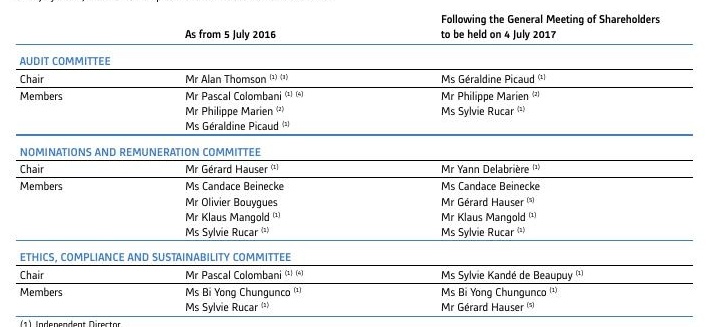 As from 5 July 2016 Following the General Meeting of Shareholders to be held on 4 July 2017
AUDIT COMMITTEE
Chair Mr Alan Thomson (1) (3) Ms Géraldine Picaud (1)
Members Mr Pascal Colombani (1) (4) Mr Philippe Marien (2)
Mr Philippe Marien (2) Ms Sylvie Rucar (1)
Ms Géraldine Picaud (1)
NOMINATIONS AND REMUNERATION COMMITTEE
Chair Mr Gérard Hauser (1) Mr Yann Delabrière (1)
Members Ms Candace Beinecke Ms Candace Beinecke
Mr Olivier Bouygues Mr Gérard Hauser (5)
Mr Klaus Mangold (1) Mr Klaus Mangold (1)
Ms Sylvie Rucar (1) Ms Sylvie Rucar (1)
ETHICS, COMPLIANCE AND SUSTAINABILITY COMMITTEE
Chair Mr Pascal Colombani (1) (4) Ms Sylvie Kandé de Beaupuy (1)
Members Ms Bi Yong Chungunco (1) Ms Bi Yong Chungunco (1)
Ms Sylvie Rucar (1) Mr Gérard Hauser (5)
(1) Independent Director